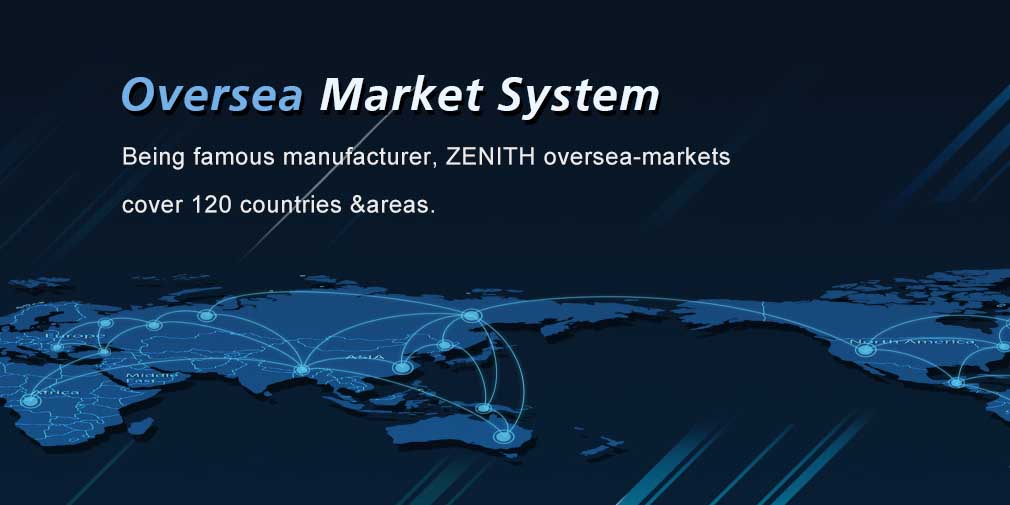 Oversea Market System
Being famous manufacturer, ZENITH oversea-markets
cover 120 countries &areas.
Europe
North America
ASIA
Middle
East
Africa